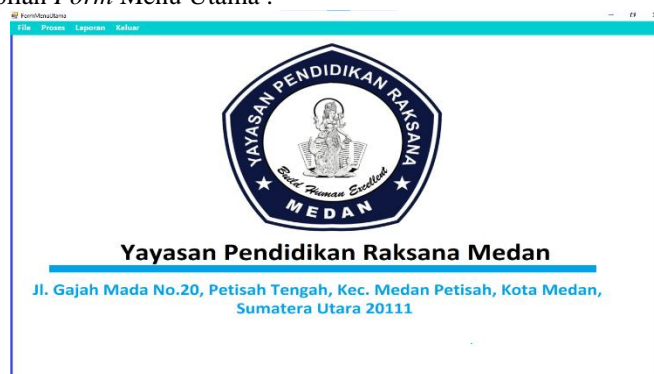 Form Menu Utama :
FormMenuUtama
File Proses Laporan Keluar
YAYASAN PENDIDIKAN RAKSANA
Build Human Excellent
MEDAN
Yayasan Pendidikan Raksana Medan
Jl. Gajah Mada No.20, Petisah Tengah, Kec. Medan Petisah, Kota Medan,
Sumatera Utara 20111